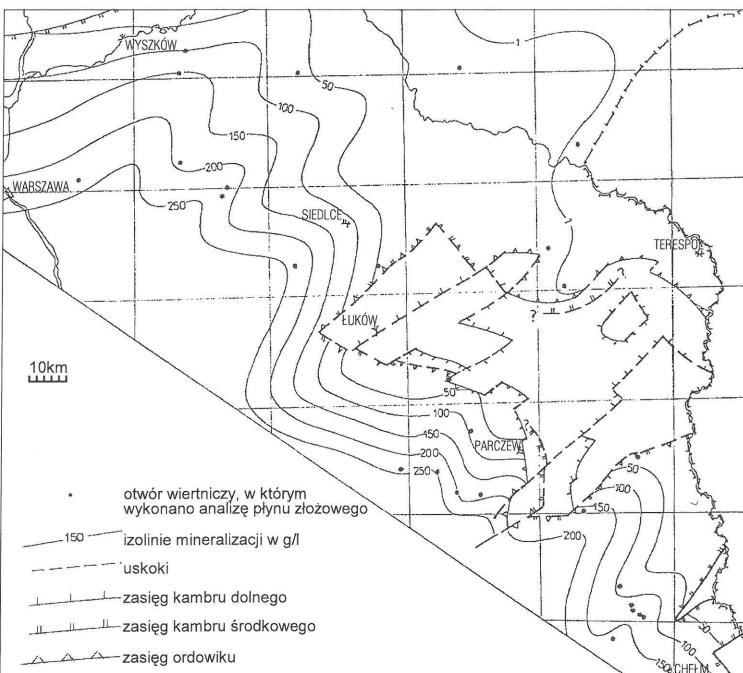 WYSZKÓW
1
50
100
150
200
250
WARSZAWA
SIEDLCE
1
TERESPOL
?
?
ŁUKÓW
10km
50
100
150
200
250
?
PARCZEW
50
100
150
200
50
100
150
CHEŁM
otwór wiertniczy, w którym
wykonano analizę płynu złożowego
150 izolinie mineralizacji w g/l
uskoki
zasięg kambru dolnego
zasięg kambru środkowego
zasięg ordowiku